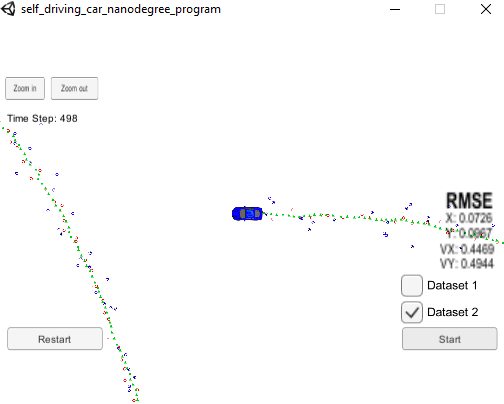 self_driving_car_nanodegree_program
Zoom in
Zoom out
Time Step: 498
RMSE
X: 0.0726
Y: 0.0967
VX: 0.4469
VY: 0.4944
Dataset 1
Dataset 2
Restart
Start